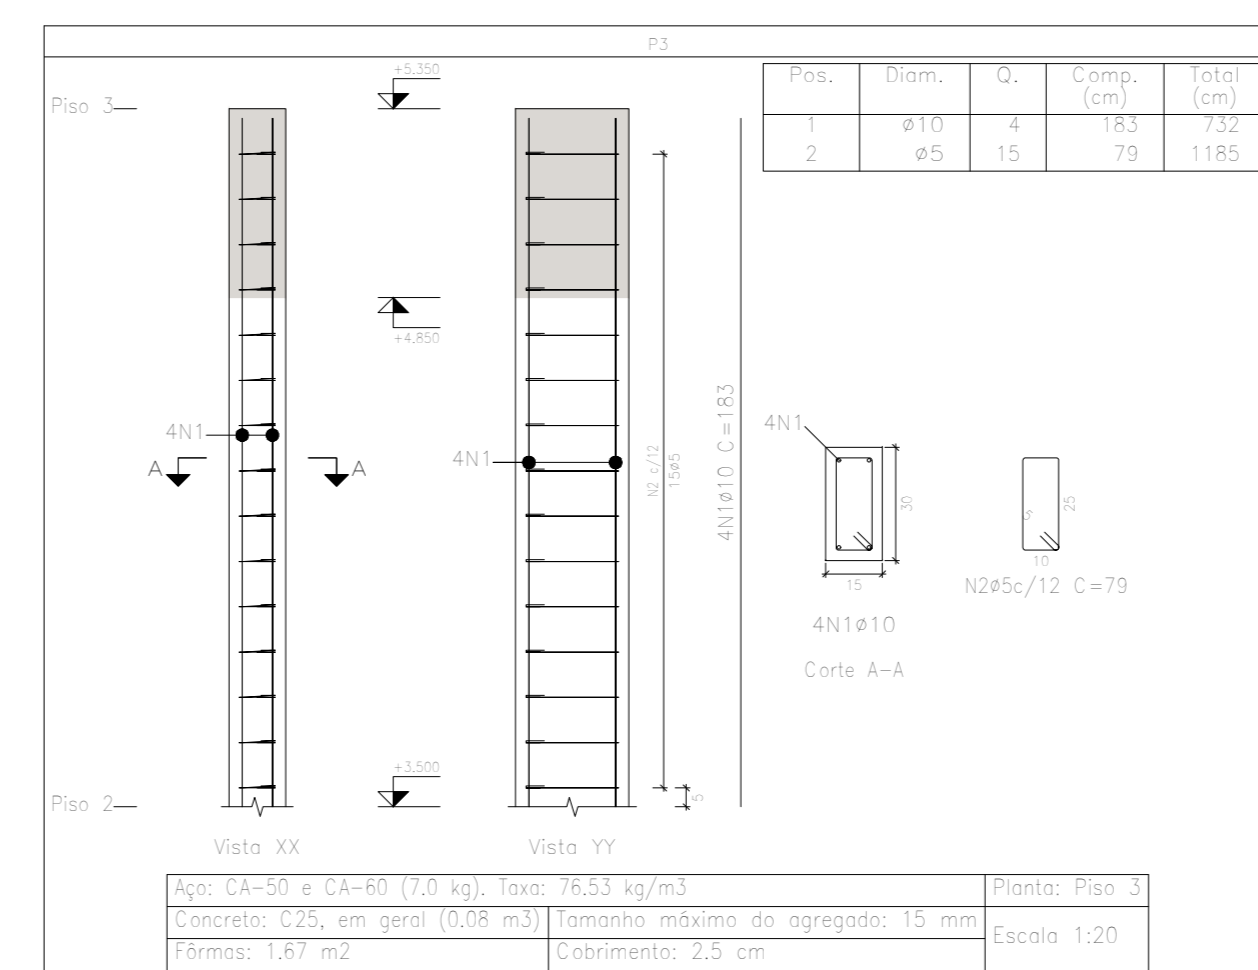 P3
Pos. Diam. Q. Comp. (cm) Total (cm)
1 ø10 4 183 732
2 ø5 15 79 1185
Piso 3
+5.350
+4.850
4N1
A A
4N1
N2 c/12
15ø5
4N1ø10 C=183
4N1
30
15
4N1ø10
Corte A-A
5
25
10
N2ø5c/12 C=79
+3.500
5
Piso 2
Vista XX
Vista YY
Aço: CA-50 e CA-60 (7.0 kg). Taxa: 76.53 kg/m3
Planta: Piso 3
Concreto: C25, em geral (0.08 m3)
Tamanho máximo do agregado: 15 mm
Escala 1:20
Fôrmas: 1.67 m2
Cobrimento: 2.5 cm